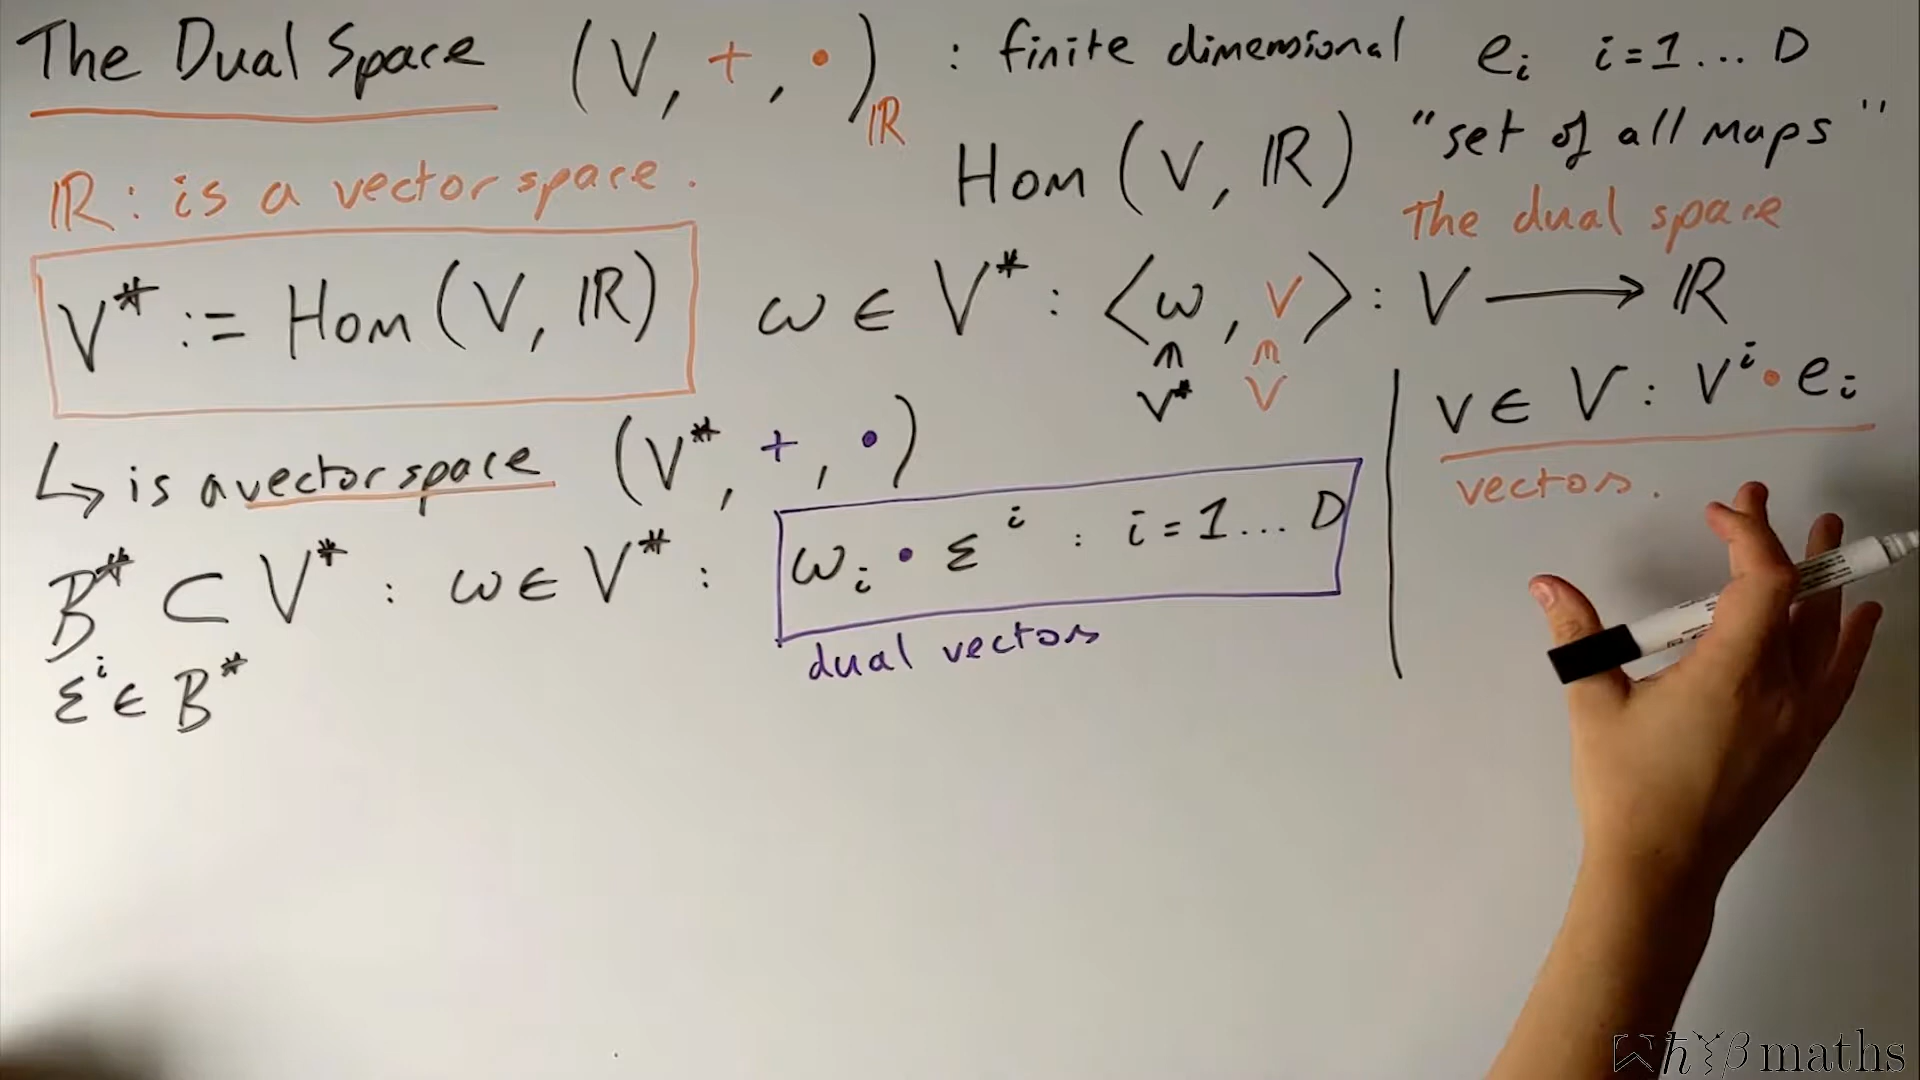 The Dual Space (V, +, ·)ℝ : finite dimensional eᵢ i=1...D
ℝ: is a vector space.
Hom(V, ℝ) "set of all maps"
The dual space
V* := Hom(V, ℝ)
ω ∈ V* : ⟨ω, v⟩ : V ⟶ ℝ
V* V
v ∈ V : Vⁱ · eᵢ
vectors.
↳ is a vector space (V*, +, ·)
B* ⊂ V* : ω ∈ V* : ωᵢ · εⁱ : i=1...D
dual vectors
εⁱ ∈ B*
maths